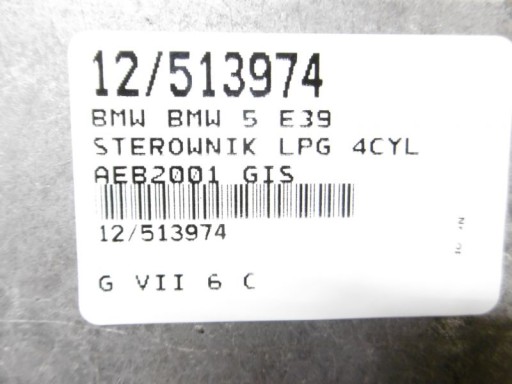 12/513974
BMW BMW 5 E39
STEROWNIK LPG 4CYL
AEB2001 GIS
12/513974
G VII 6 C